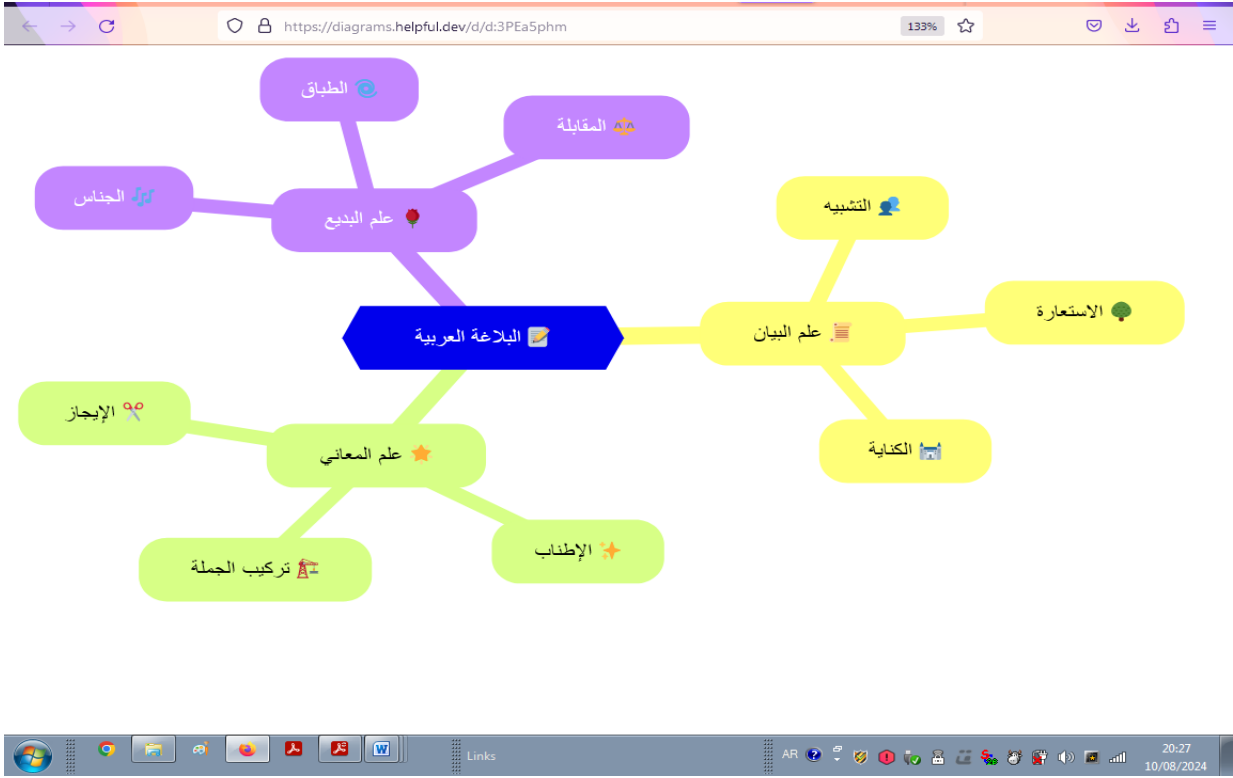 https://diagrams.helpful.dev/d/d:3PEa5phm
133%
الطباق
المقابلة
الجناس
علم البديع
التشبيه
الاستعارة
علم البيان
البلاغة العربية
الكناية
الإيجاز
علم المعاني
الإطناب
تركيب الجملة
Links
AR
20:27
10/08/2024